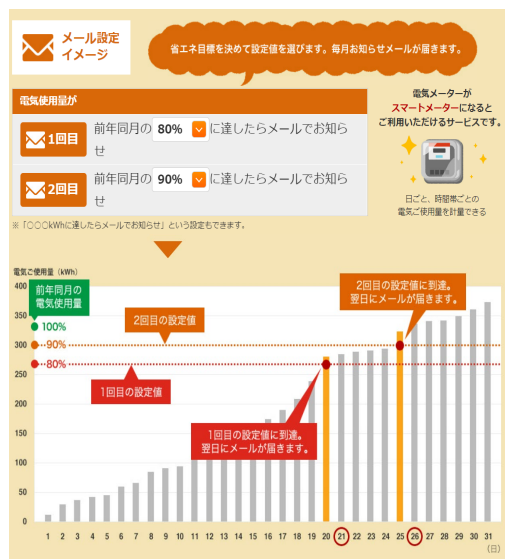 メール設定
イメージ
省エネ目標を決めて設定値を選びます。毎月お知らせメールが届きます。
電気使用量が
1回目
前年同月の 80% に達したらメールでお知ら
せ
2回目
前年同月の 90% に達したらメールでお知ら
せ
※「○○○kWhに達したらメールでお知らせ」という設定もできます。
電気メーターが
スマートメーターになると
ご利用いただけるサービスです。
日ごと、時間帯ごとの
電気ご使用量を計量できる
電気ご使用量（kWh）
400
350
300
250
200
150
100
50
0
前年同月の
電気使用量
100%
90%
80%
2回目の設定値
1回目の設定値
2回目の設定値に到達。
翌日にメールが届きます。
1回目の設定値に到達。
翌日にメールが届きます。
1 2 3 4 5 6 7 8 9 10 11 12 13 14 15 16 17 18 19 20 21 22 23 24 25 26 27 28 29 30 31
(日)